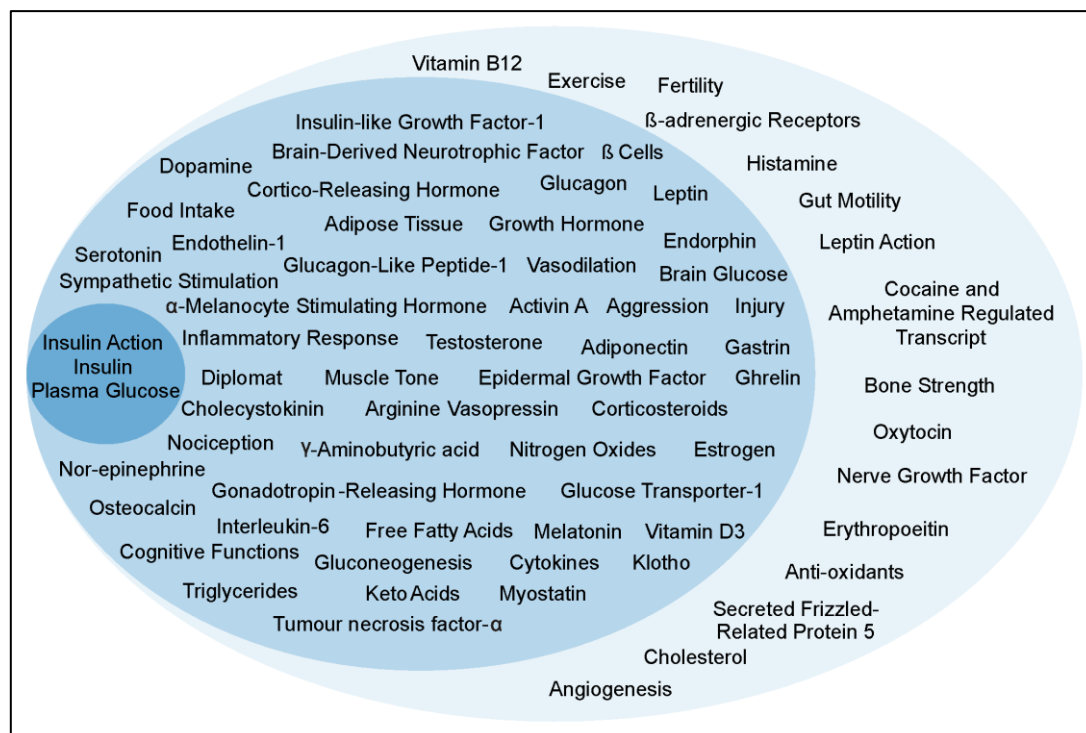 Vitamin B12
Exercise
Fertility
Insulin-like Growth Factor-1
ß-adrenergic Receptors
Dopamine
Brain-Derived Neurotrophic Factor
ß Cells
Histamine
Cortico-Releasing Hormone
Glucagon
Leptin
Gut Motility
Food Intake
Adipose Tissue
Growth Hormone
Serotonin
Endothelin-1
Endorphin
Leptin Action
Sympathetic Stimulation
Glucagon-Like Peptide-1
Vasodilation
Brain Glucose
α-Melanocyte Stimulating Hormone
Activin A
Aggression
Injury
Cocaine and
Amphetamine Regulated
Transcript
Insulin Action
Insulin
Plasma Glucose
Inflammatory Response
Testosterone
Adiponectin
Gastrin
Diplomat
Muscle Tone
Epidermal Growth Factor
Ghrelin
Bone Strength
Cholecystokinin
Arginine Vasopressin
Corticosteroids
Oxytocin
Nociception
γ-Aminobutyric acid
Nitrogen Oxides
Estrogen
Nor-epinephrine
Nerve Growth Factor
Gonadotropin-Releasing Hormone
Glucose Transporter-1
Osteocalcin
Interleukin-6
Free Fatty Acids
Melatonin
Vitamin D3
Erythropoeitin
Cognitive Functions
Gluconeogenesis
Cytokines
Klotho
Anti-oxidants
Triglycerides
Keto Acids
Myostatin
Secreted Frizzled-
Related Protein 5
Tumour necrosis factor-α
Cholesterol
Angiogenesis